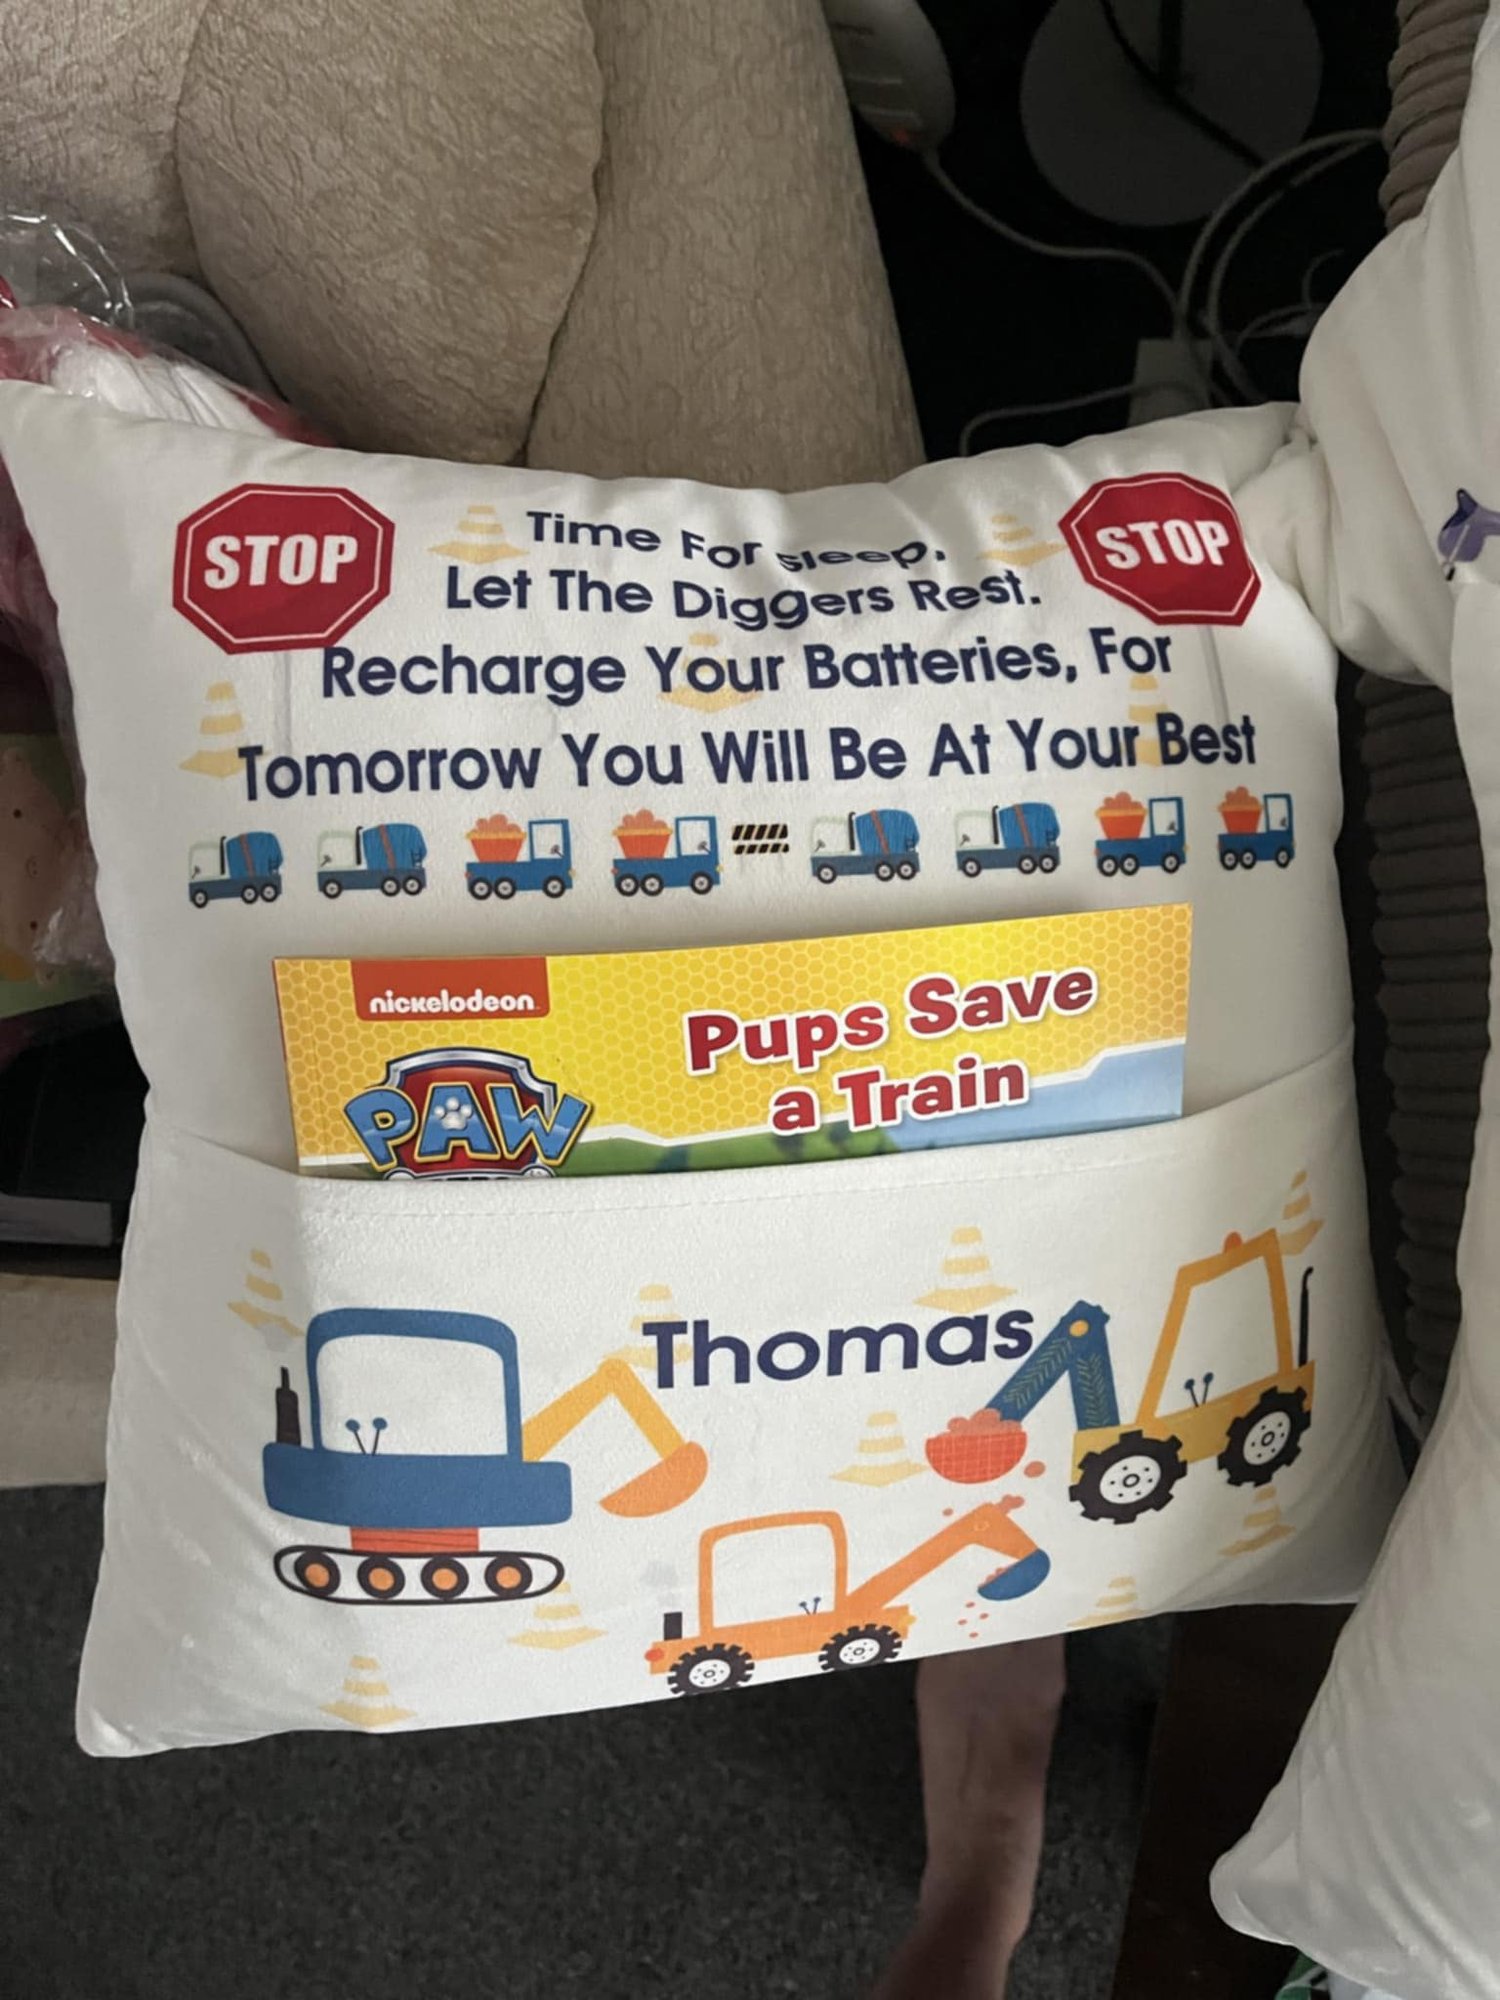 STOP
STOP
Time For sleep,
Let The Diggers Rest.
Recharge Your Batteries, For
Tomorrow You Will Be At Your Best
nickelodeon
PAW
Pups Save
a Train
Thomas